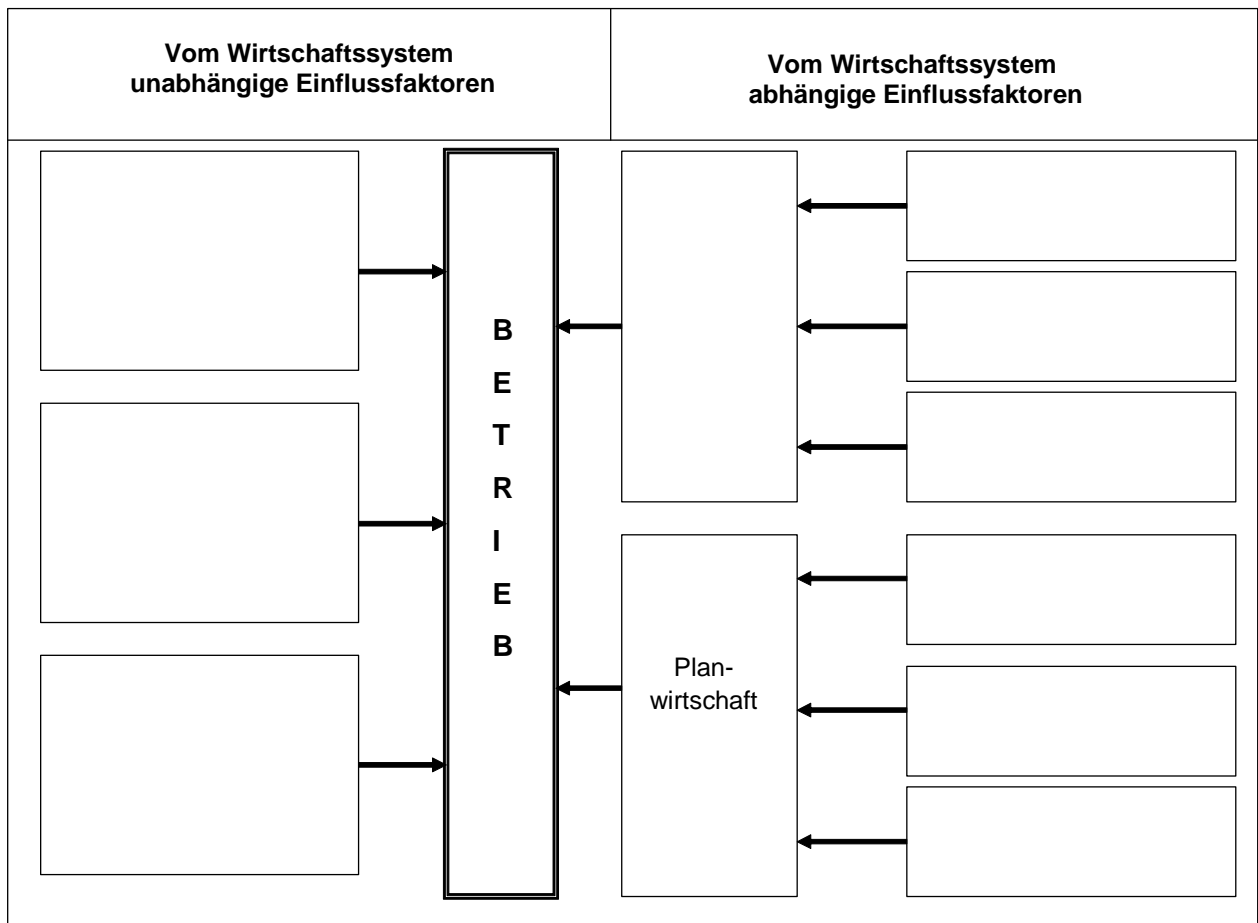 Vom Wirtschaftssystem
unabhängige Einflussfaktoren
Vom Wirtschaftssystem
abhängige Einflussfaktoren
B
E
T
R
I
E
B
Plan-
wirtschaft